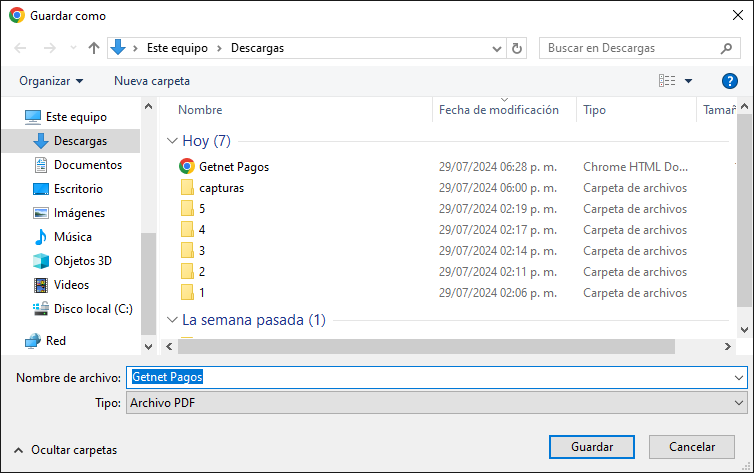 Guardar como
Este equipo > Descargas
Buscar en Descargas
Organizar
Nueva carpeta
?
Este equipo
Descargas
Documentos
Escritorio
Imágenes
Música
Objetos 3D
Videos
Disco local (C:)
Red
Nombre Fecha de modificación Tipo Tamañ
Hoy (7)
Getnet Pagos 29/07/2024 06:28 p. m. Chrome HTML Do...
capturas 29/07/2024 06:00 p. m. Carpeta de archivos
5 29/07/2024 02:19 p. m. Carpeta de archivos
4 29/07/2024 02:17 p. m. Carpeta de archivos
3 29/07/2024 02:14 p. m. Carpeta de archivos
2 29/07/2024 02:11 p. m. Carpeta de archivos
1 29/07/2024 02:06 p. m. Carpeta de archivos
La semana pasada (1)
Nombre de archivo: Getnet Pagos
Tipo: Archivo PDF
Ocultar carpetas
Guardar
Cancelar